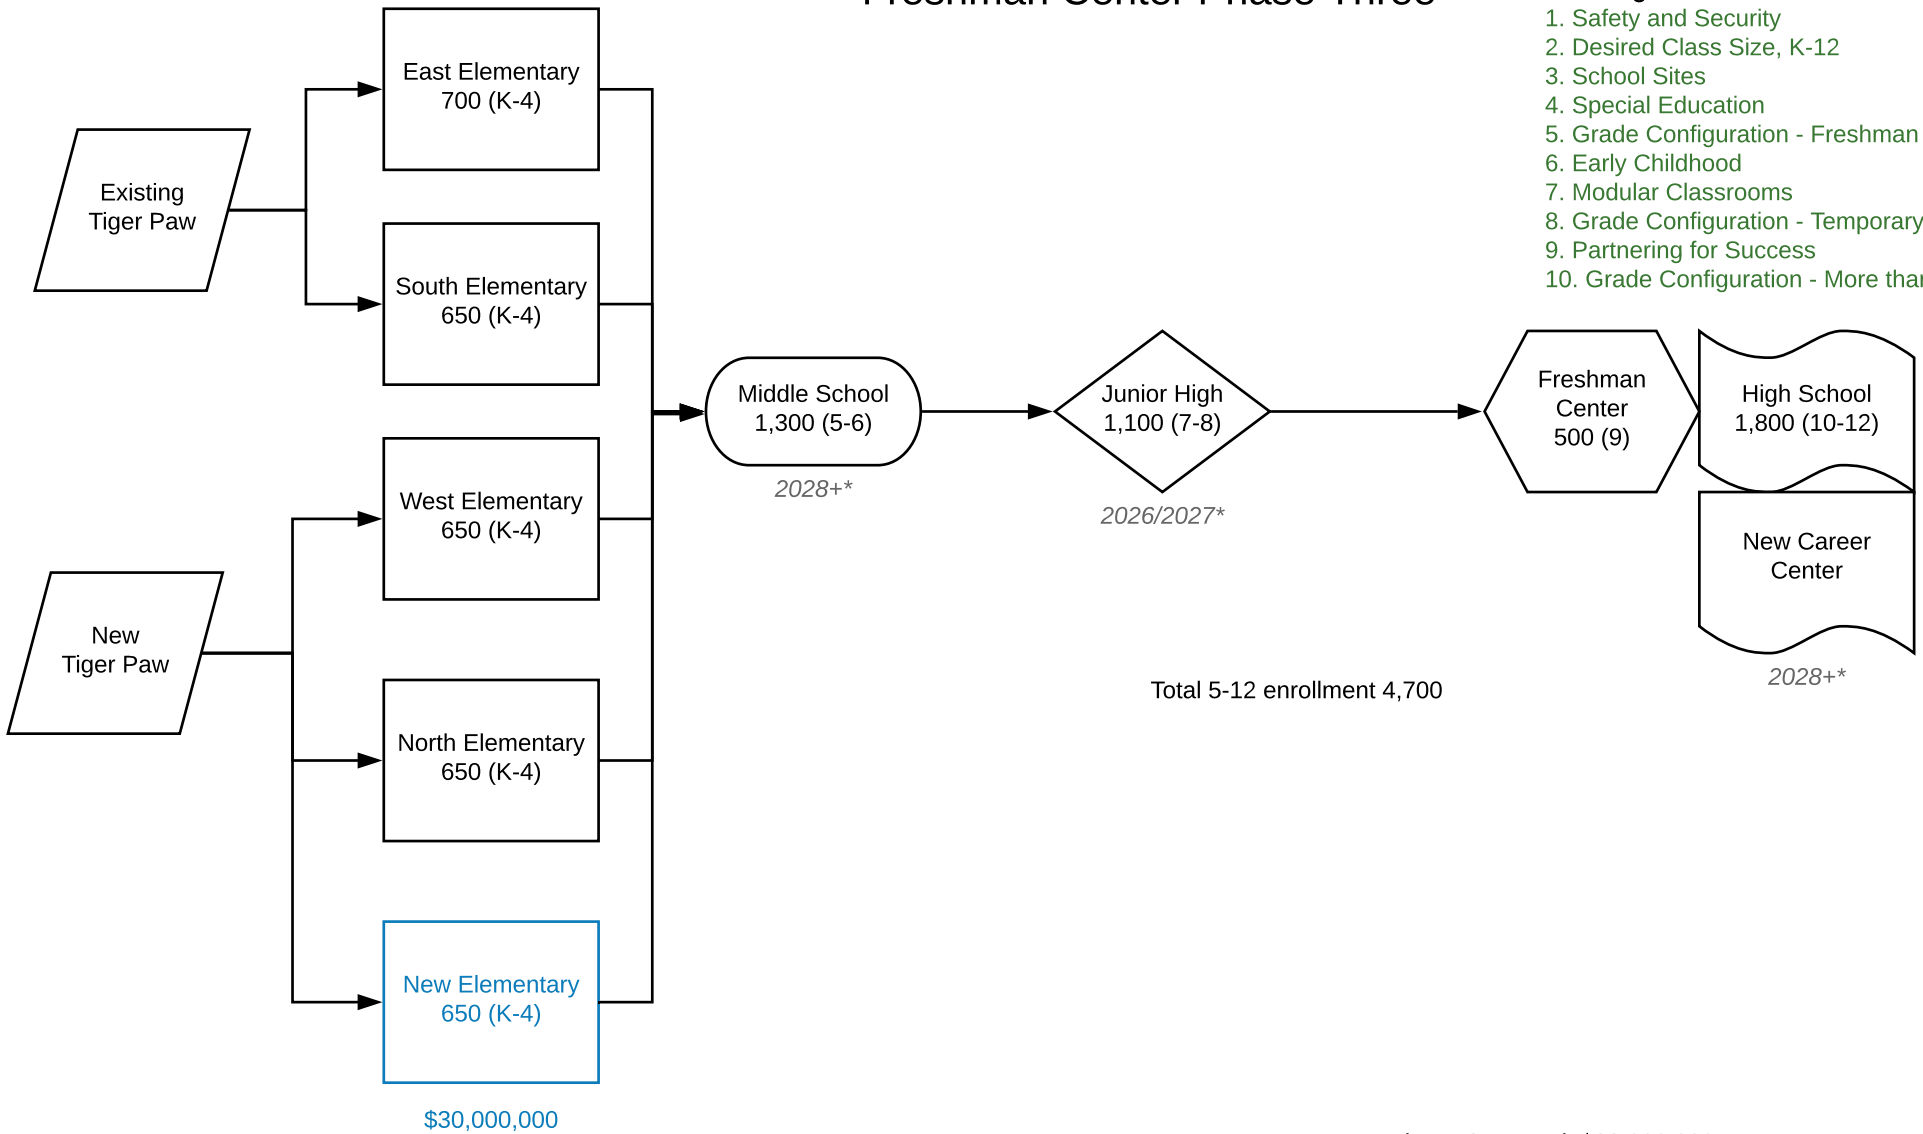 Freshman Center Phase Three
1. Safety and Security
2. Desired Class Size, K-12
3. School Sites
4. Special Education
5. Grade Configuration - Freshman
6. Early Childhood
7. Modular Classrooms
8. Grade Configuration - Temporary
9. Partnering for Success
10. Grade Configuration - More than
East Elementary
700 (K-4)
Existing
Tiger Paw
South Elementary
650 (K-4)
Middle School
1,300 (5-6)
2028+*
Junior High
1,100 (7-8)
2026/2027*
Freshman
Center
500 (9)
High School
1,800 (10-12)
New Career
Center
2028+*
West Elementary
650 (K-4)
New
Tiger Paw
Total 5-12 enrollment 4,700
North Elementary
650 (K-4)
New Elementary
650 (K-4)
$30,000,000